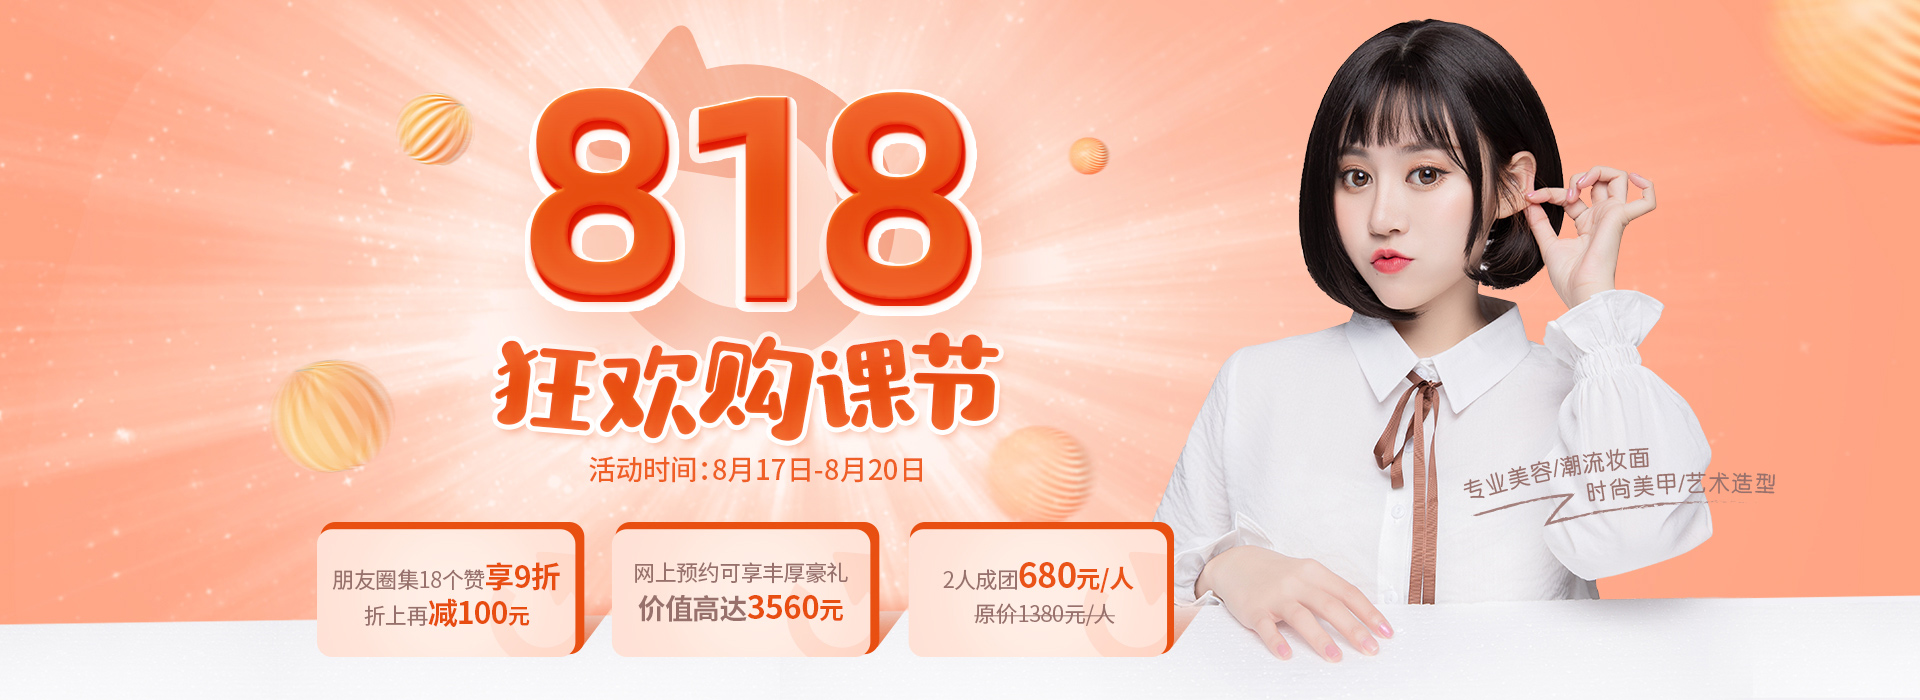 818
狂欢购课节
活动时间:8月17日-8月20日
朋友圈集18个赞享9折
折上再减100元
网上预约可享丰厚豪礼
价值高达3560元
2人成团680元/人
原价1380元/人
专业美容/潮流妆面
时尚美甲/艺术造型